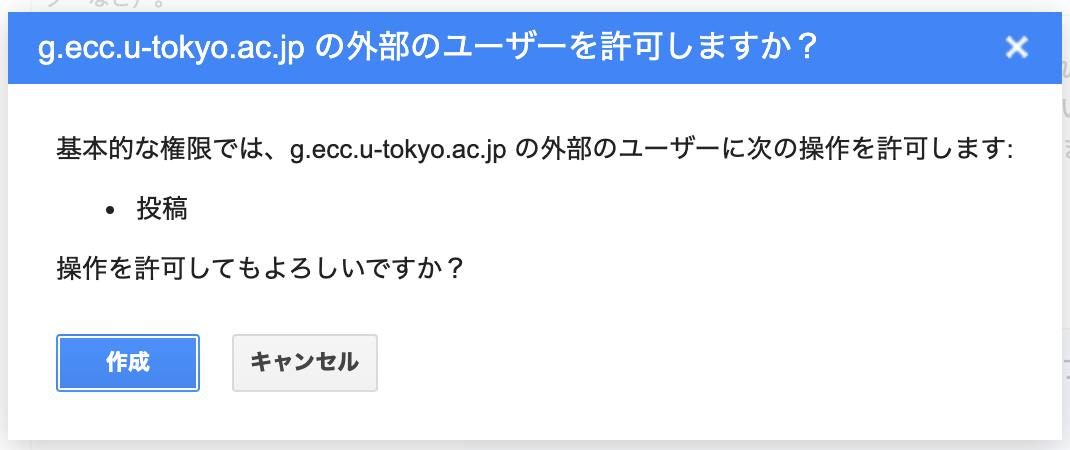 g.ecc.u-tokyo.ac.jp の外部のユーザーを許可しますか？
基本的な権限では、g.ecc.u-tokyo.ac.jp の外部のユーザーに次の操作を許可します:
• 投稿
操作を許可してもよろしいですか？
作成
キャンセル